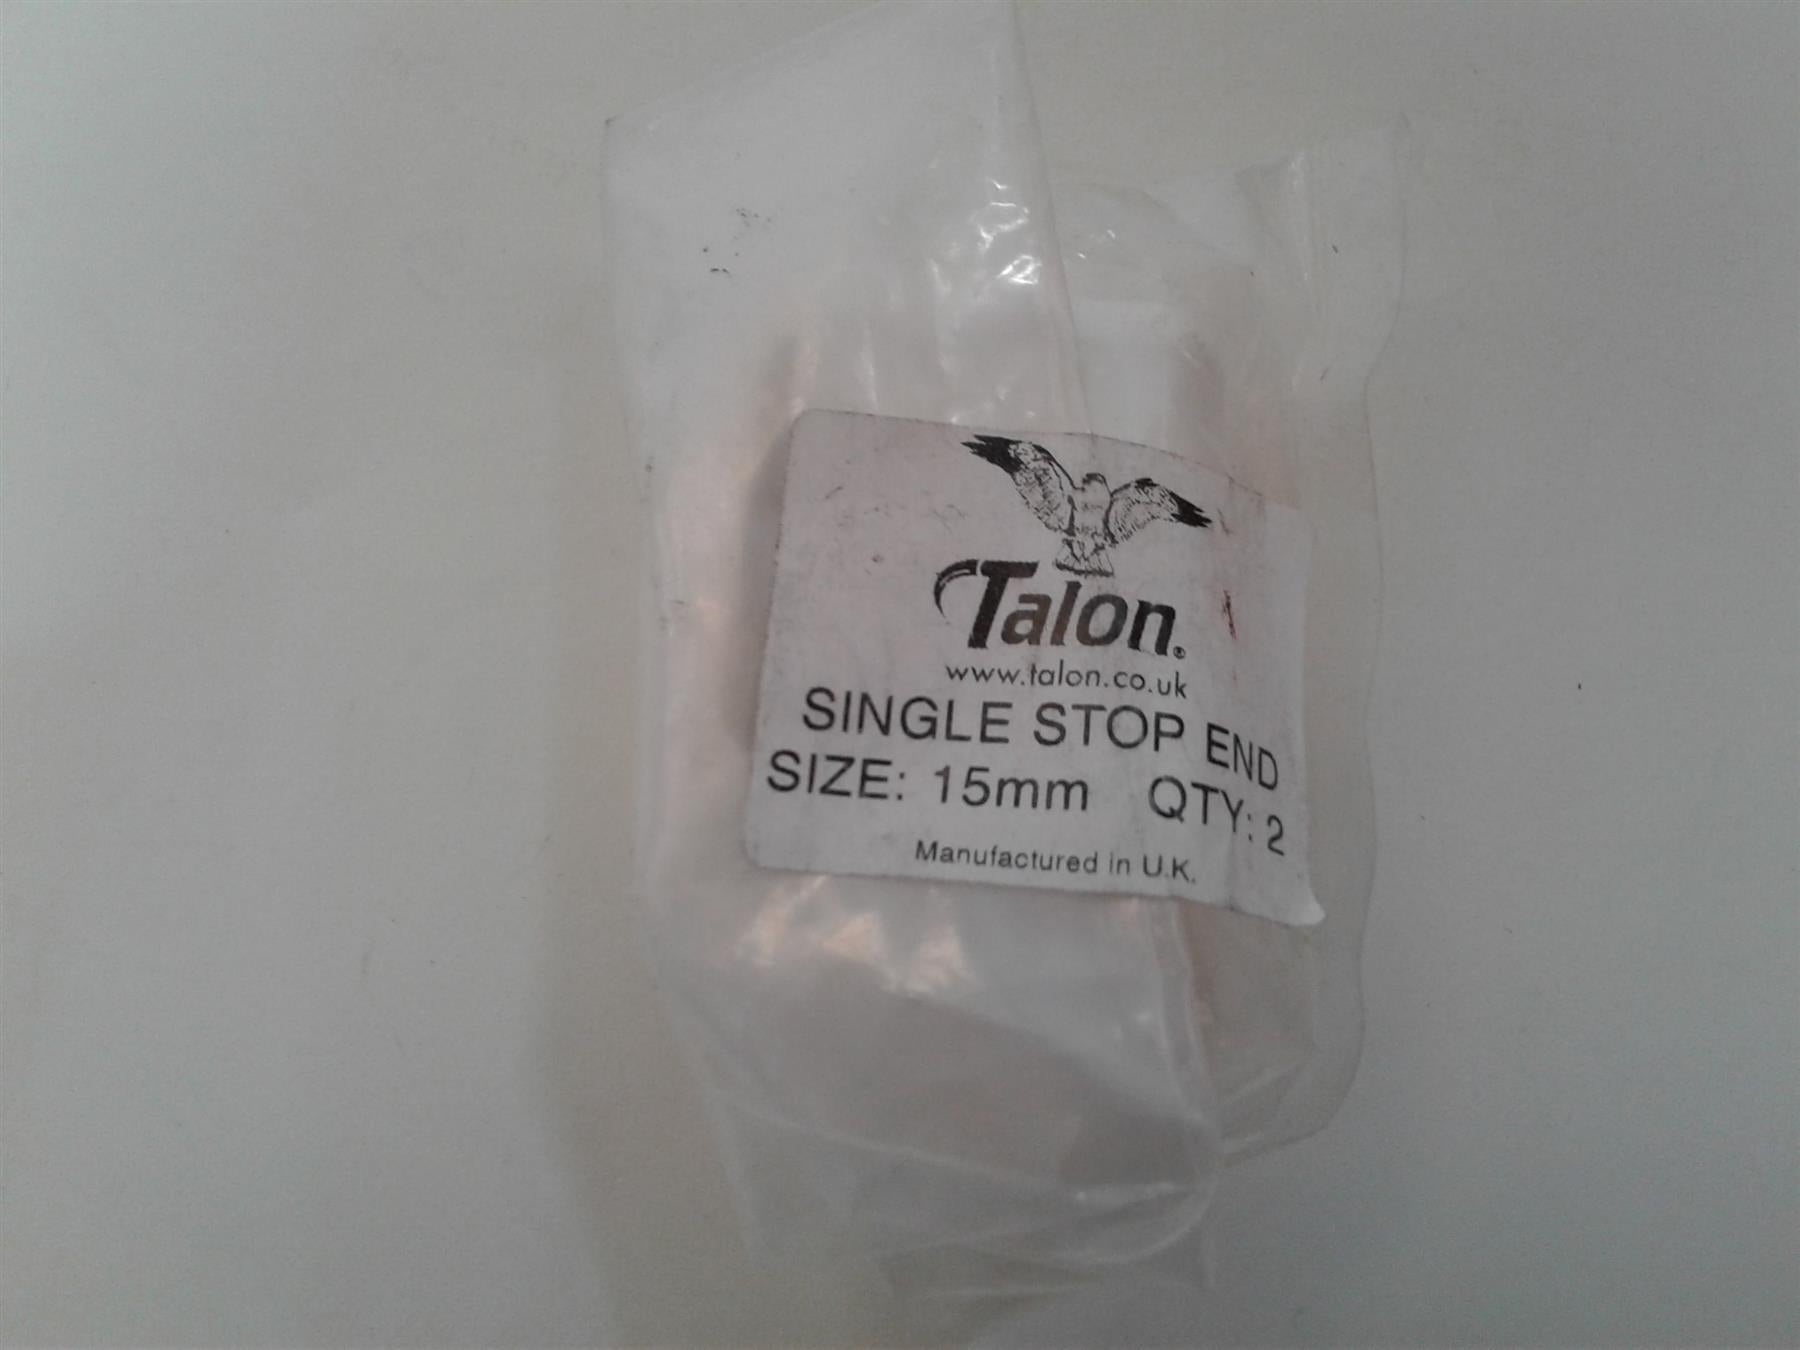 Talon®
www.talon.co.uk
SINGLE STOP END
SIZE: 15mm QTY: 2
Manufactured in U.K.